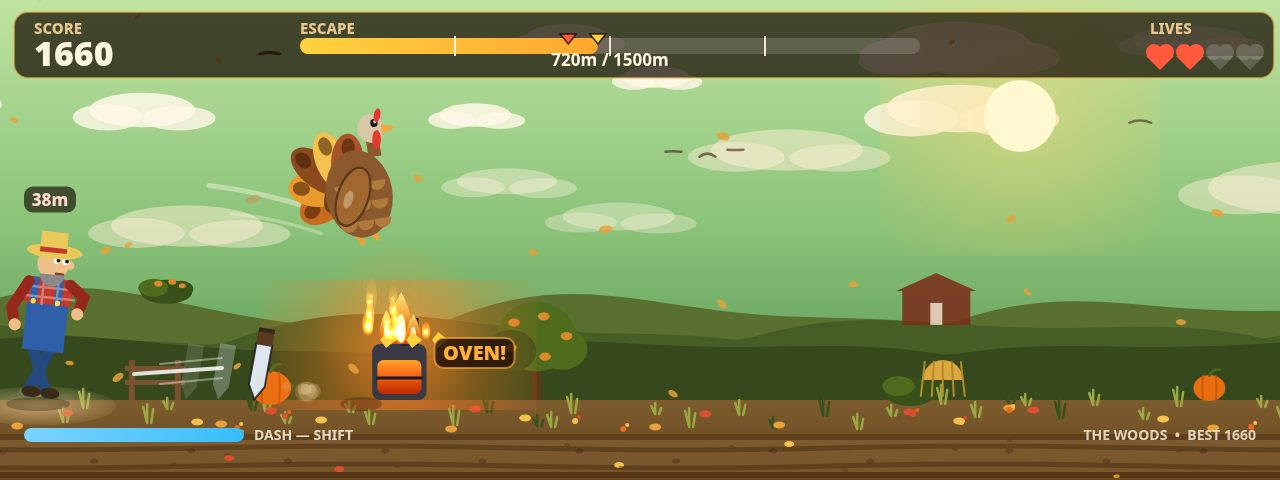 SCORE
1660
ESCAPE
720m / 1500m
LIVES
38m
OVEN!
DASH — SHIFT
THE WOODS • BEST 1660